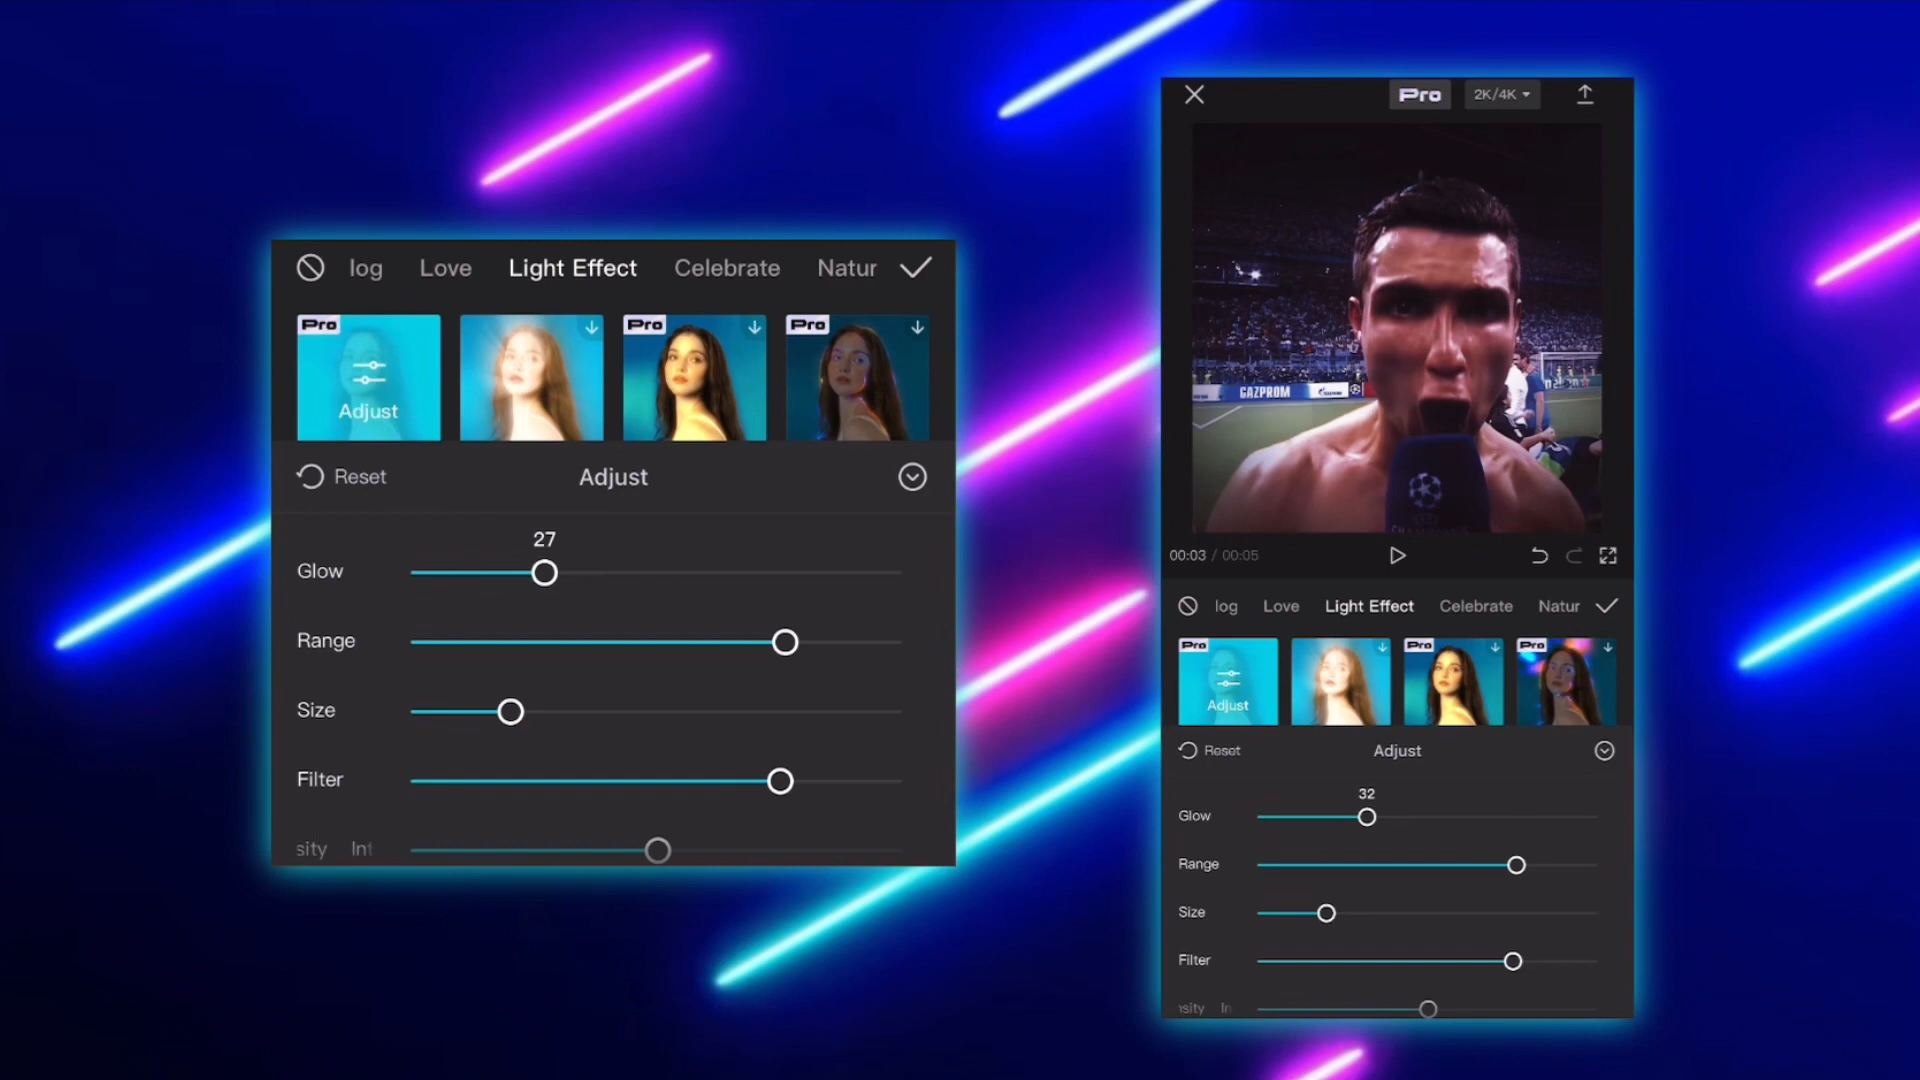 log Love Light Effect Celebrate Natur
Pro Pro Pro
Adjust
Reset Adjust
27
Glow
Range
Size
Filter
sity Int
Pro 2K/4K
GAZPROM
00:03 / 00:05
log Love Light Effect Celebrate Natur
Pro Pro Pro
Adjust
Reset Adjust
32
Glow
Range
Size
Filter